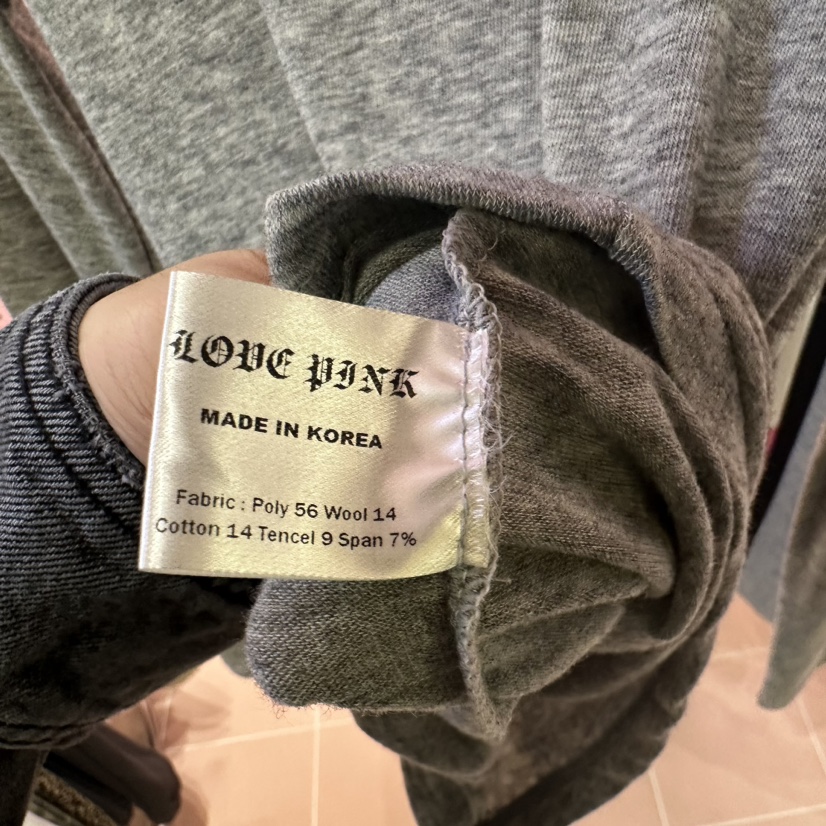 LOVE PINK
MADE IN KOREA
Fabric : Poly 56 Wool 14
Cotton 14 Tencel 9 Span 7%